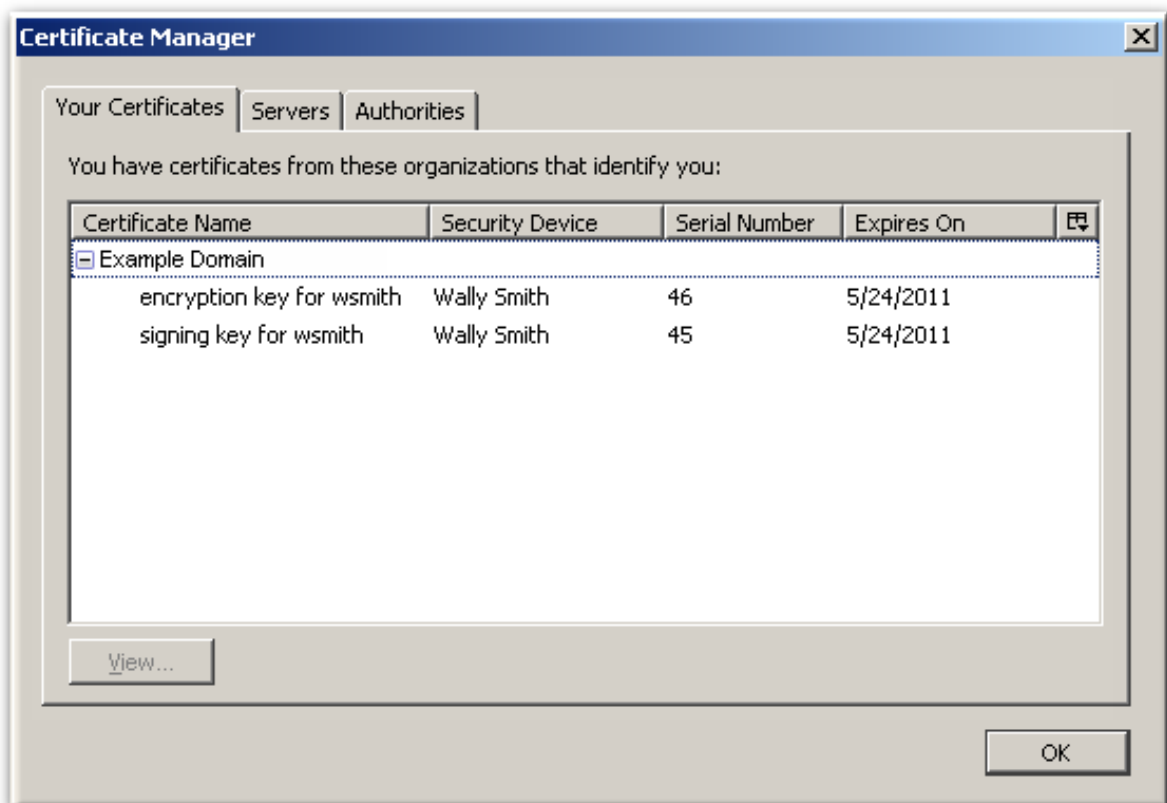 Certificate Manager
Your Certificates Servers Authorities
You have certificates from these organizations that identify you:
Certificate Name Security Device Serial Number Expires On
Example Domain
encryption key for wsmith Wally Smith 46 5/24/2011
signing key for wsmith Wally Smith 45 5/24/2011
View...
OK